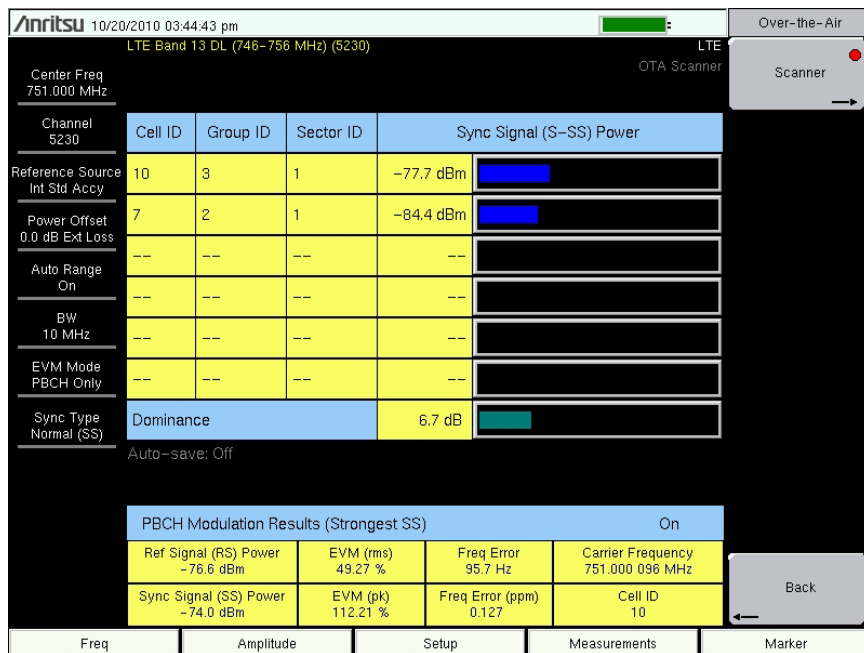 Anritsu 10/20/2010 03:44:43 pm
Over-the-Air
LTE Band 13 DL (746-756 MHz) (5230)
LTE
OTA Scanner
Scanner
Center Freq
751.000 MHz
Channel
5230
Reference Source
Int Std Accy
Power Offset
0.0 dB Ext Loss
Auto Range
On
BW
10 MHz
EVM Mode
PBCH Only
Sync Type
Normal (SS)
Cell ID Group ID Sector ID Sync Signal (S-SS) Power
10 3 1 -77.7 dBm
7 2 1 -84.4 dBm
-- -- -- --
-- -- -- --
-- -- -- --
-- -- -- --
Dominance 6.7 dB
Auto-save: Off
PBCH Modulation Results (Strongest SS) On
Ref Signal (RS) Power EVM (rms) Freq Error Carrier Frequency
-76.6 dBm 49.27 % 95.7 Hz 751.000 096 MHz
Sync Signal (SS) Power EVM (pk) Freq Error (ppm) Cell ID
-74.0 dBm 112.21 % 0.127 10
Back
Freq Amplitude Setup Measurements Marker